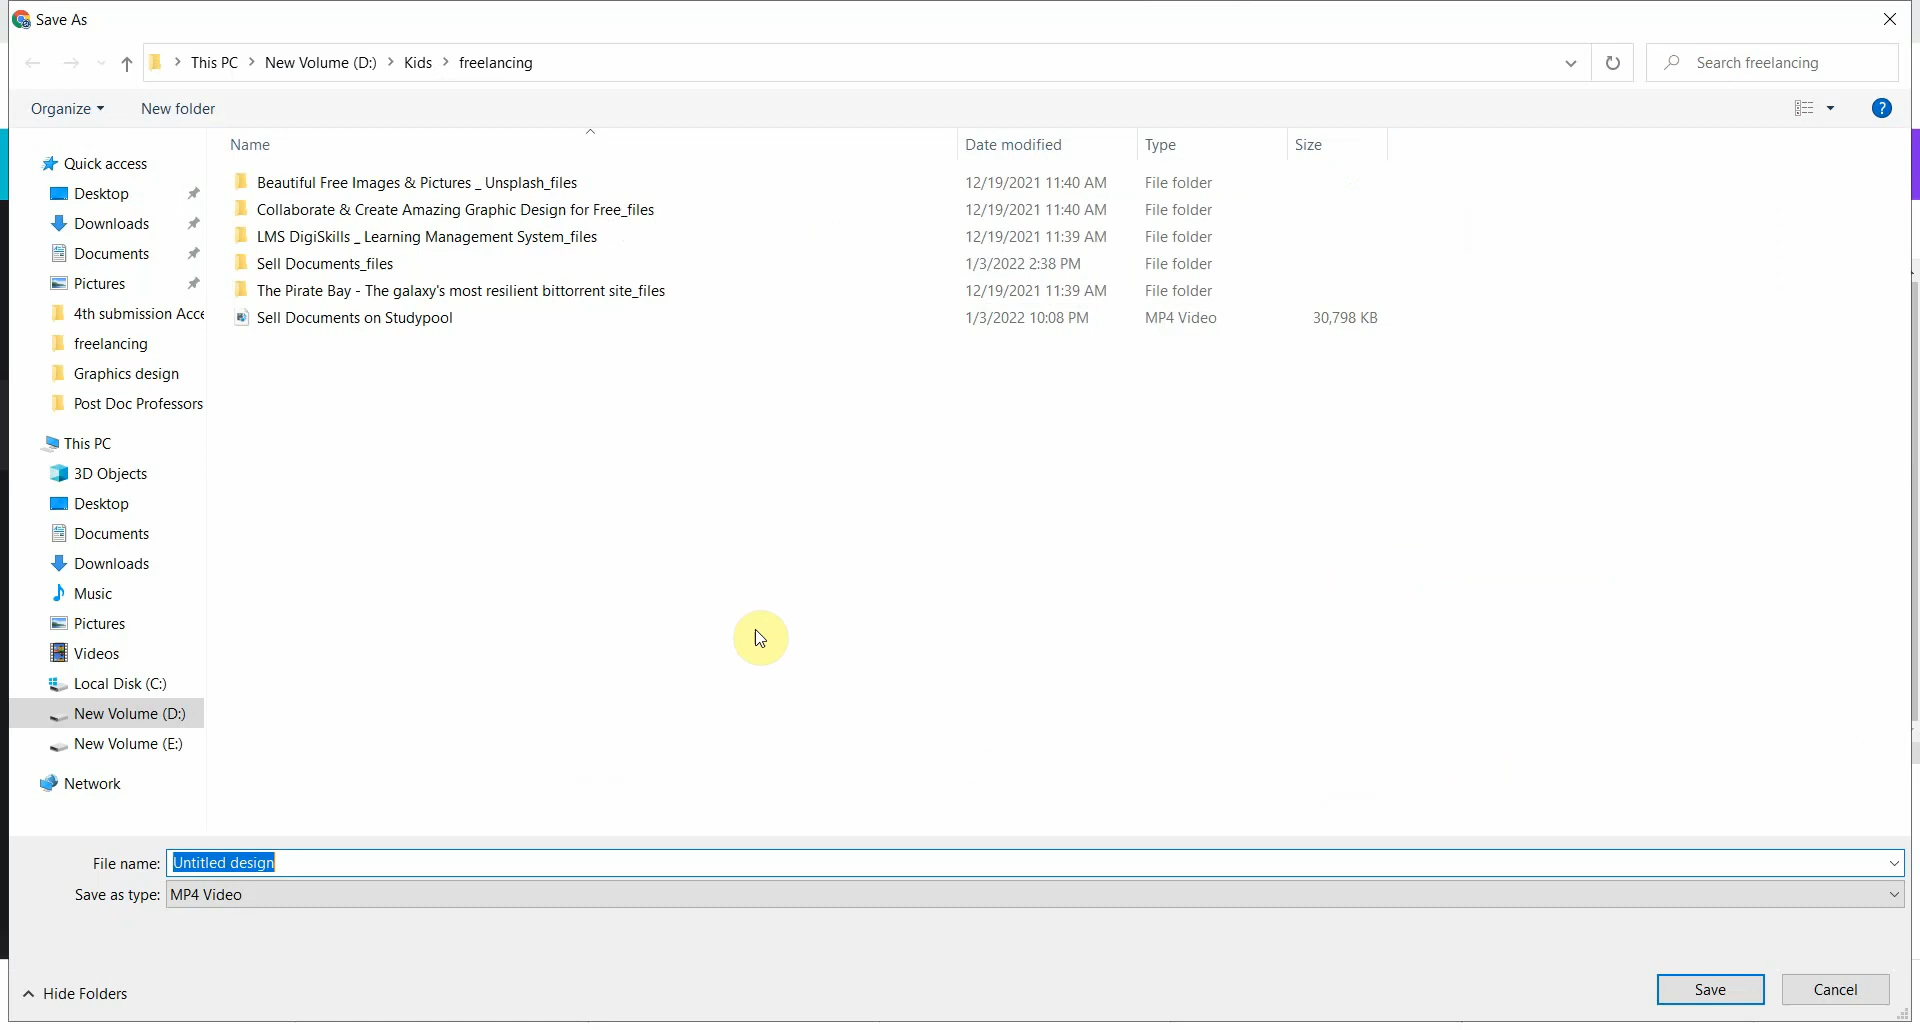 Save As
This PC > New Volume (D:) > Kids > freelancing
Search freelancing
Organize
New folder
?
Name Date modified Type Size
Quick access
Desktop
Downloads
Documents
Pictures
4th submission Acce
freelancing
Graphics design
Post Doc Professors
This PC
3D Objects
Desktop
Documents
Downloads
Music
Pictures
Videos
Local Disk (C:)
New Volume (D:)
New Volume (E:)
Network
Beautiful Free Images & Pictures _ Unsplash_files 12/19/2021 11:40 AM File folder
Collaborate & Create Amazing Graphic Design for Free_files 12/19/2021 11:40 AM File folder
LMS DigiSkills _ Learning Management System_files 12/19/2021 11:39 AM File folder
Sell Documents_files 1/3/2022 2:38 PM File folder
The Pirate Bay - The galaxy's most resilient bittorrent site_files 12/19/2021 11:39 AM File folder
Sell Documents on Studypool 1/3/2022 10:08 PM MP4 Video 30,798 KB
File name: Untitled design
Save as type: MP4 Video
Hide Folders
Save
Cancel